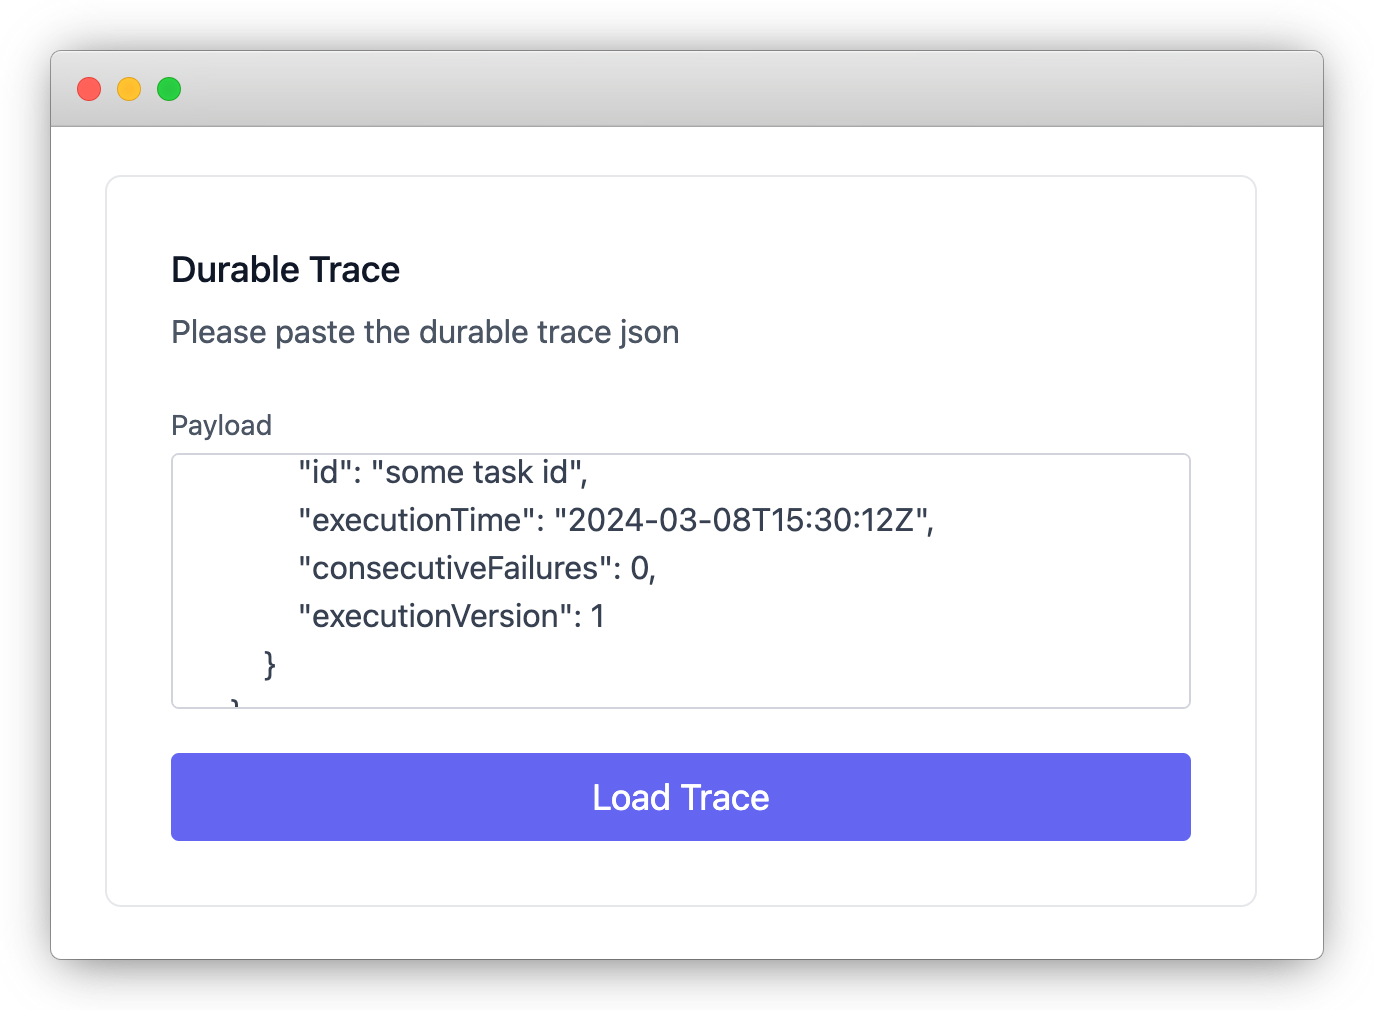 Durable Trace
Please paste the durable trace json
Payload
"id": "some task id",
"executionTime": "2024-03-08T15:30:12Z",
"consecutiveFailures": 0,
"executionVersion": 1
}
Load Trace